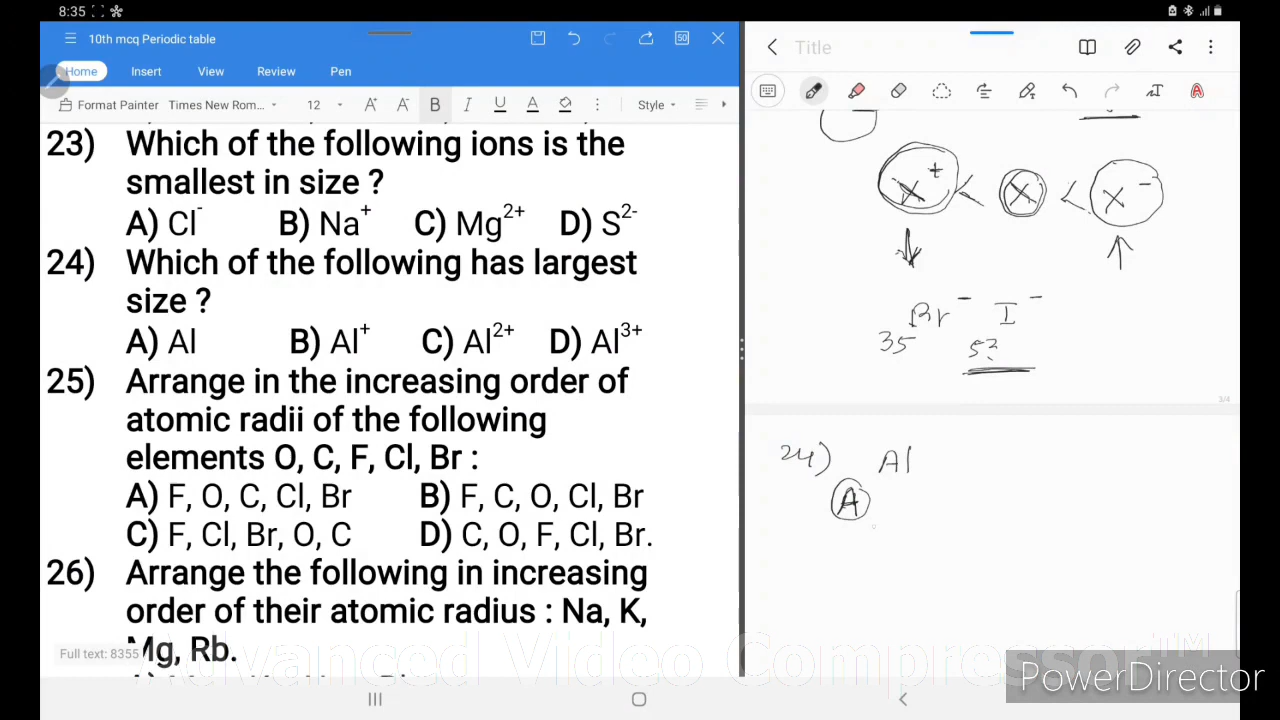 8:35
10th mcq Periodic table
50
Home Insert View Review Pen
Format Painter Times New Rom... 12 A A B I U A Style
23) Which of the following ions is the
smallest in size ?
A) Cl⁻ B) Na⁺ C) Mg²⁺ D) S²⁻
24) Which of the following has largest
size ?
A) Al B) Al⁺ C) Al²⁺ D) Al³⁺
25) Arrange in the increasing order of
atomic radii of the following
elements O, C, F, Cl, Br :
A) F, O, C, Cl, Br B) F, C, O, Cl, Br
C) F, Cl, Br, O, C D) C, O, F, Cl, Br.
26) Arrange the following in increasing
order of their atomic radius : Na, K,
Mg, Rb.
Full text: 8355
Title
x⁺ < x < x⁻
Br⁻ I⁻
35 53
3/4
24) Al
A
Advanced Video Compressor™
PowerDirector